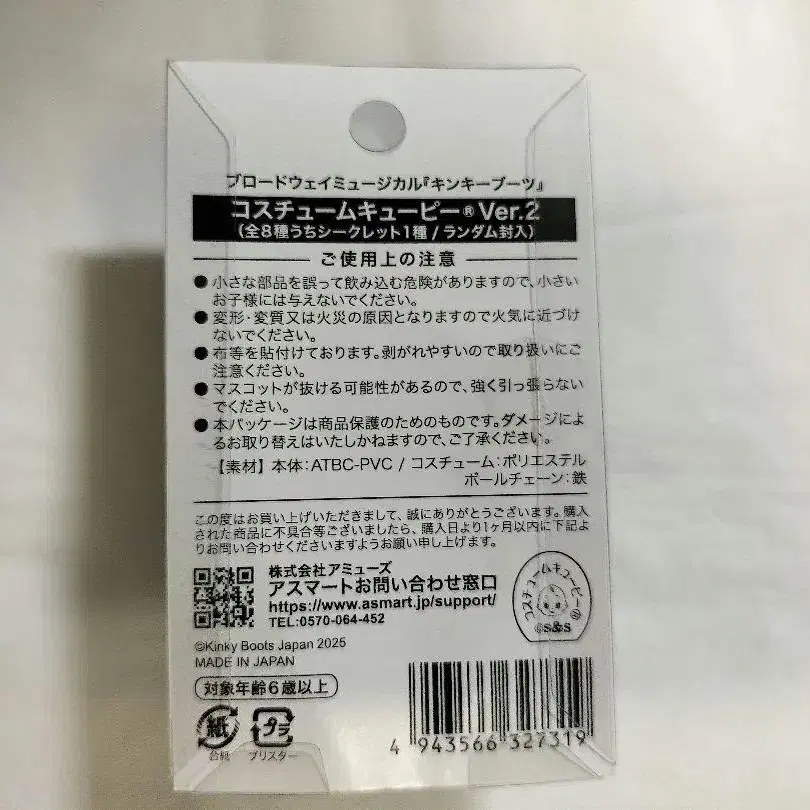 ブロードウェイミュージカル『キンキーブーツ』
コスチュームキューピー® Ver.2
(全8種うちシークレット1種 / ランダム封入)
ご使用上の注意
● 小さな部品を誤って飲み込む危険がありますので、小さい
お子様には与えないでください。
● 変形・変質又は火災の原因となりますので火気に近づけ
ないでください。
● 布等を貼付けております。剥がれやすいので取り扱いにご
注意ください。
● マスコットが抜ける可能性があるので、強く引っ張らない
でください。
● 本パッケージは商品保護のためのものです。ダメージによ
るお取り替えはいたしかねますので、ご了承ください。
【素材】本体：ATBC-PVC / コスチューム：ポリエステル
ボールチェーン：鉄
この度はお買い上げいただきまして、誠にありがとうございます。購入
された商品に不具合等ございましたら、購入日より1ヶ月以内に下記よ
りお問い合わせくださいますようお願い申し上げます。
株式会社アミューズ
アスマートお問い合わせ窓口
https://www.asmart.jp/support/
TEL:0570-064-452
コスチュームキューピー®
©S&S
©Kinky Boots Japan 2025
MADE IN JAPAN
対象年齢6歳以上
紙
台紙
プラ
ブリスター
4 943566 327319